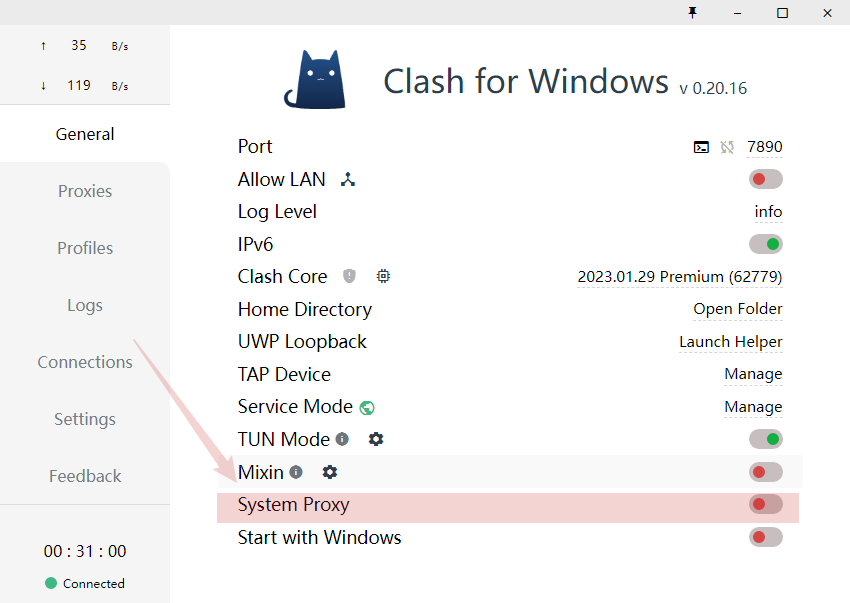 ↑ 35 B/s
↓ 119 B/s
General
Proxies
Profiles
Logs
Connections
Settings
Feedback
00 : 31 : 00
Connected
Clash for Windows v 0.20.16
Port 7890
Allow LAN
Log Level info
IPv6
Clash Core 2023.01.29 Premium (62779)
Home Directory Open Folder
UWP Loopback Launch Helper
TAP Device Manage
Service Mode Manage
TUN Mode
Mixin
System Proxy
Start with Windows